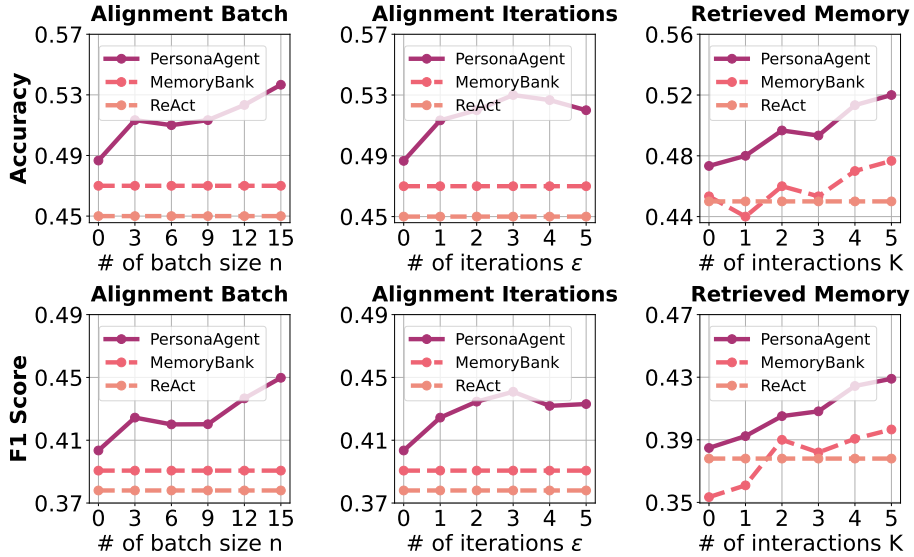 Alignment Batch
Alignment Iterations
Retrieved Memory
Accuracy
0.57
0.53
0.49
0.45
PersonaAgent
MemoryBank
ReAct
0 3 6 9 12 15
# of batch size n
0.57
0.53
0.49
0.45
PersonaAgent
MemoryBank
ReAct
0 1 2 3 4 5
# of iterations ε
0.56
0.52
0.48
0.44
PersonaAgent
MemoryBank
ReAct
0 1 2 3 4 5
# of interactions K
Alignment Batch
Alignment Iterations
Retrieved Memory
F1 Score
0.49
0.45
0.41
0.37
PersonaAgent
MemoryBank
ReAct
0 3 6 9 12 15
# of batch size n
0.49
0.45
0.41
0.37
PersonaAgent
MemoryBank
ReAct
0 1 2 3 4 5
# of iterations ε
0.47
0.43
0.39
0.35
PersonaAgent
MemoryBank
ReAct
0 1 2 3 4 5
# of interactions K